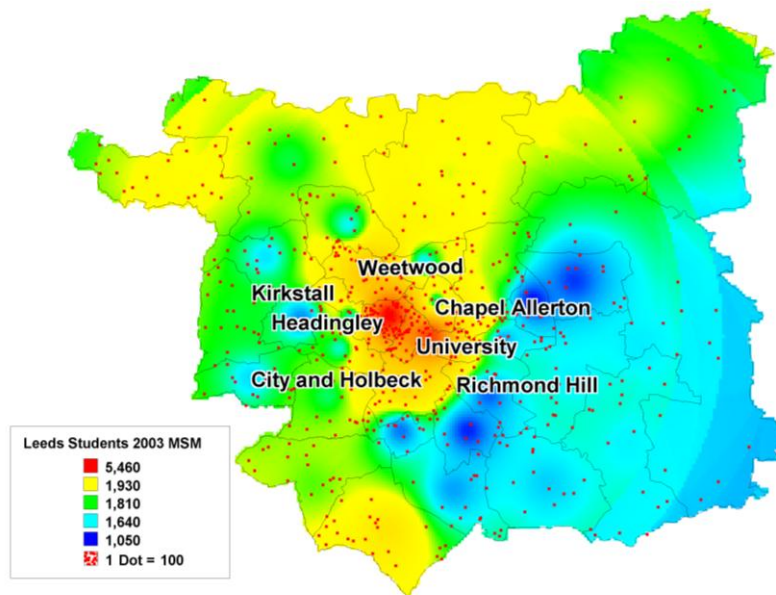 Weetwood
Kirkstall
Chapel Allerton
Headingley
University
City and Holbeck
Richmond Hill
Leeds Students 2003 MSM
5,460
1,930
1,810
1,640
1,050
1 Dot = 100